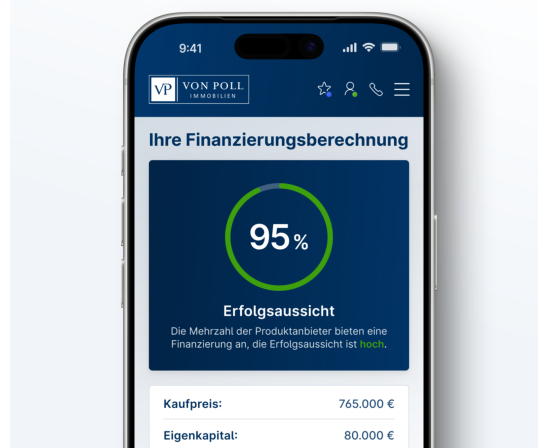 9:41
VP VON POLL
IMMOBILIEN
Ihre Finanzierungsberechnung
95 %
Erfolgsaussicht
Die Mehrzahl der Produktanbieter bieten eine
Finanzierung an, die Erfolgsaussicht ist hoch.
Kaufpreis: 765.000 €
Eigenkapital: 80.000 €